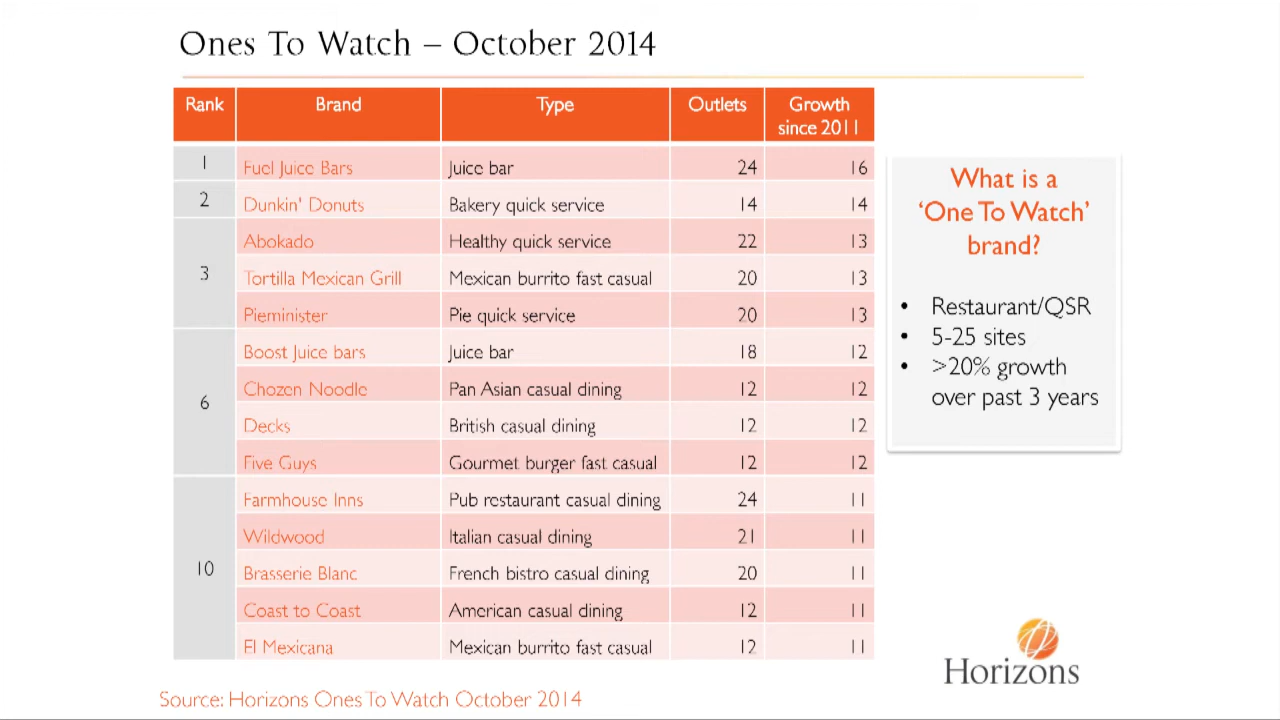 Ones To Watch – October 2014
Rank Brand Type Outlets Growth since 2011
1 Fuel Juice Bars Juice bar 24 16
2 Dunkin' Donuts Bakery quick service 14 14
3 Abokado Healthy quick service 22 13
Tortilla Mexican Grill Mexican burrito fast casual 20 13
Pieminister Pie quick service 20 13
6 Boost Juice bars Juice bar 18 12
Chozen Noodle Pan Asian casual dining 12 12
Decks British casual dining 12 12
Five Guys Gourmet burger fast casual 12 12
10 Farmhouse Inns Pub restaurant casual dining 24 11
Wildwood Italian casual dining 21 11
Brasserie Blanc French bistro casual dining 20 11
Coast to Coast American casual dining 12 11
El Mexicana Mexican burrito fast casual 12 11
What is a
‘One To Watch’
brand?
• Restaurant/QSR
• 5-25 sites
• >20% growth
over past 3 years
Horizons
Source: Horizons Ones To Watch October 2014